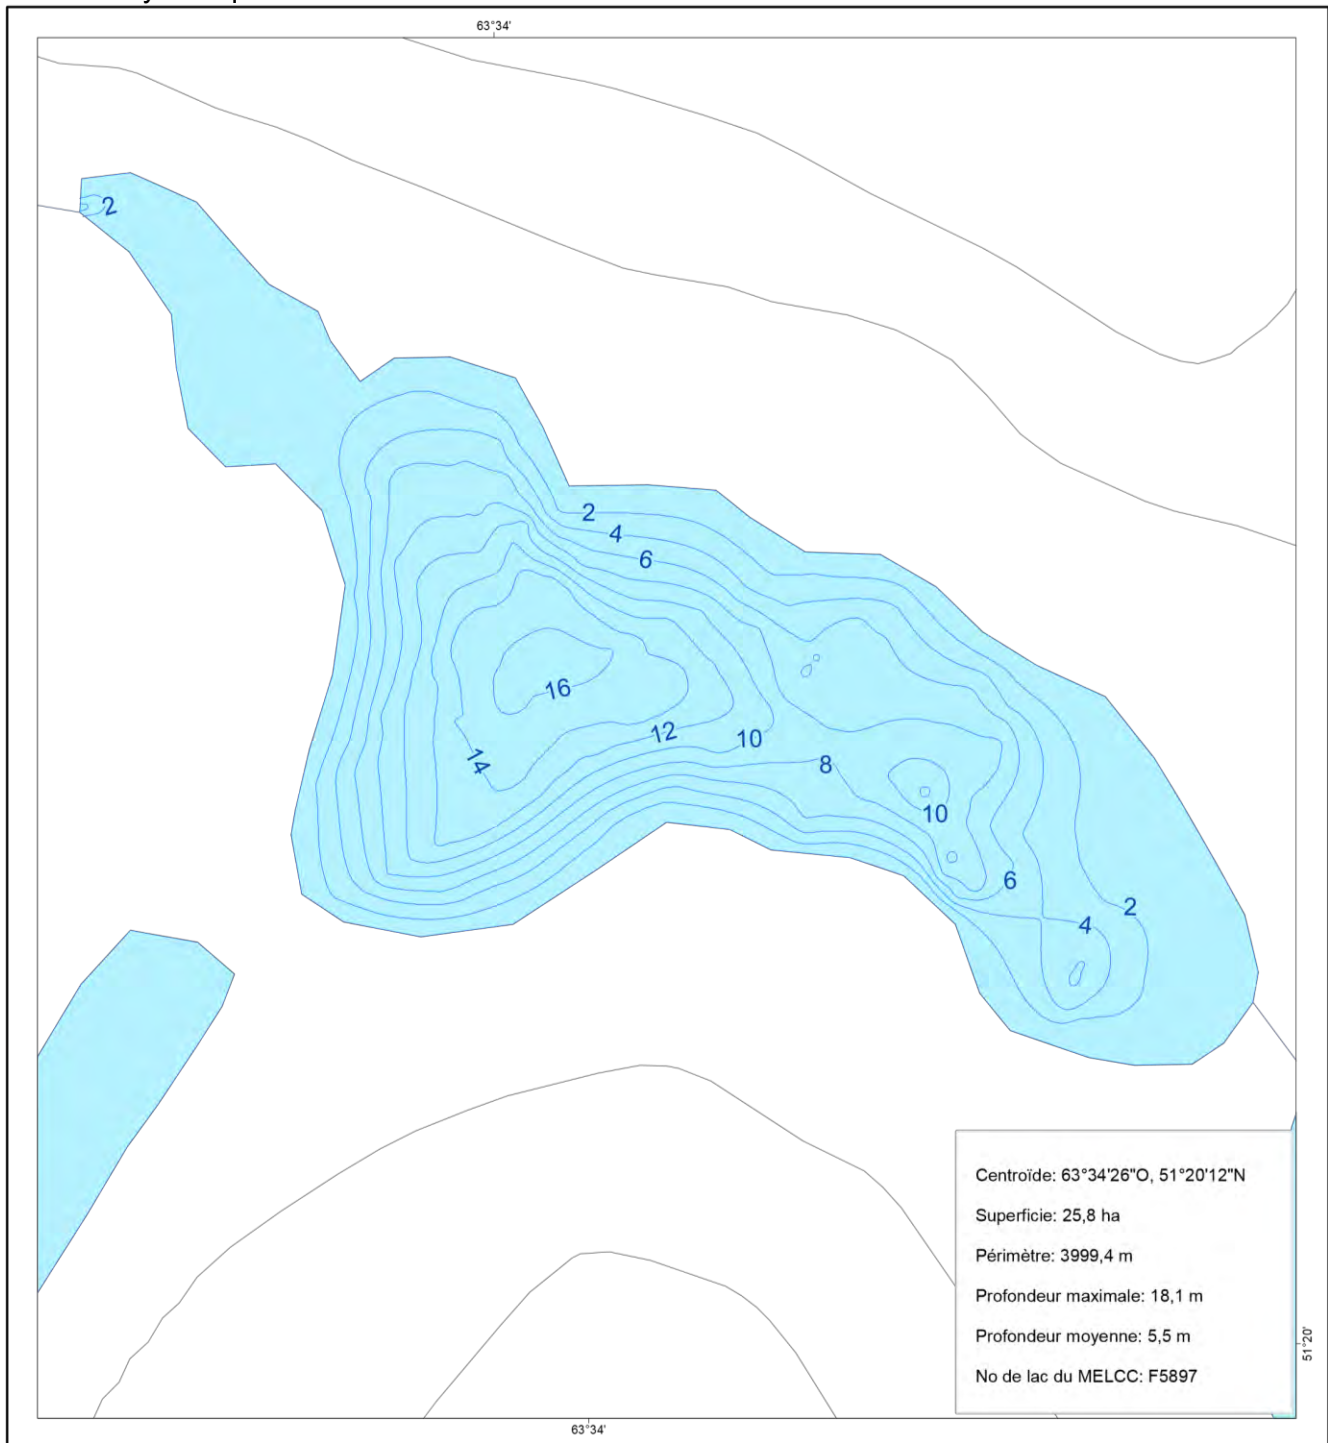 63°34'
2
2
4
6
16
12
10
14
8
10
6
2
4
Centroïde: 63°34'26"O, 51°20'12"N
Superficie: 25,8 ha
Périmètre: 3999,4 m
Profondeur maximale: 18,1 m
Profondeur moyenne: 5,5 m
No de lac du MELCC: F5897
51°20'
63°34'